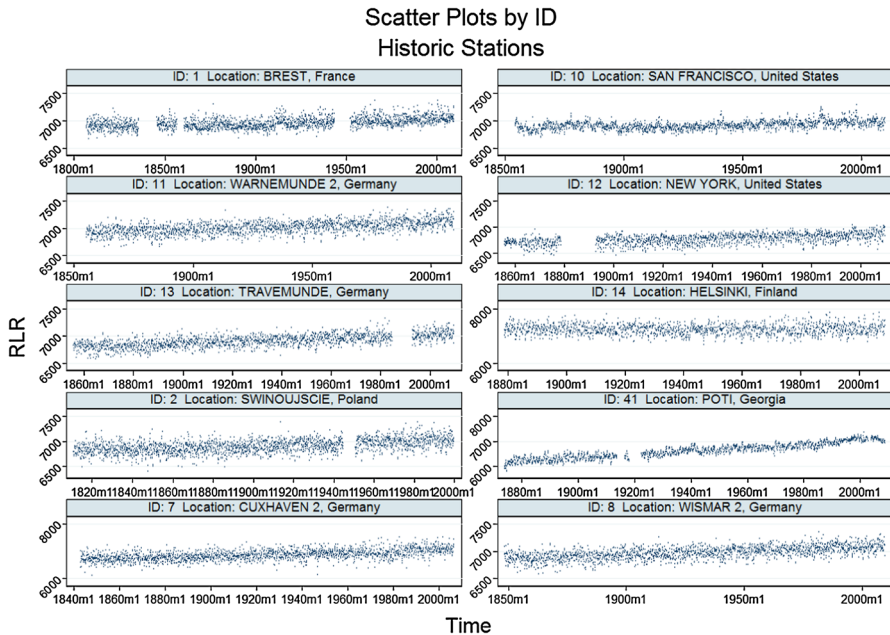 Scatter Plots by ID
Historic Stations
ID: 1 Location: BREST, France
7500
7000
6500
1800m1 1850m1 1900m1 1950m1 2000m1
ID: 10 Location: SAN FRANCISCO, United States
7500
7000
6500
1850m1 1900m1 1950m1 2000m1
ID: 11 Location: WARNEMUNDE 2, Germany
7500
7000
6500
1850m1 1900m1 1950m1 2000m1
ID: 12 Location: NEW YORK, United States
7500
7000
6500
1860m1 1880m1 1900m1 1920m1 1940m1 1960m1 1980m1 2000m1
ID: 13 Location: TRAVEMUNDE, Germany
7500
7000
6500
1860m1 1880m1 1900m1 1920m1 1940m1 1960m1 1980m1 2000m1
ID: 14 Location: HELSINKI, Finland
8000
6000
1880m1 1900m1 1920m1 1940m1 1960m1 1980m1 2000m1
ID: 2 Location: SWINOUJSCIE, Poland
7500
7000
6500
1820m11840m11860m11880m11900m11920m11940m11960m11980m12000m1
ID: 41 Location: POTI, Georgia
8000
7000
6000
1880m1 1900m1 1920m1 1940m1 1960m1 1980m1 2000m1
ID: 7 Location: CUXHAVEN 2, Germany
8000
6000
1840m1 1860m1 1880m1 1900m1 1920m1 1940m1 1960m1 1980m1 2000m1
ID: 8 Location: WISMAR 2, Germany
7500
7000
6500
1850m1 1900m1 1950m1 2000m1
RLR
Time